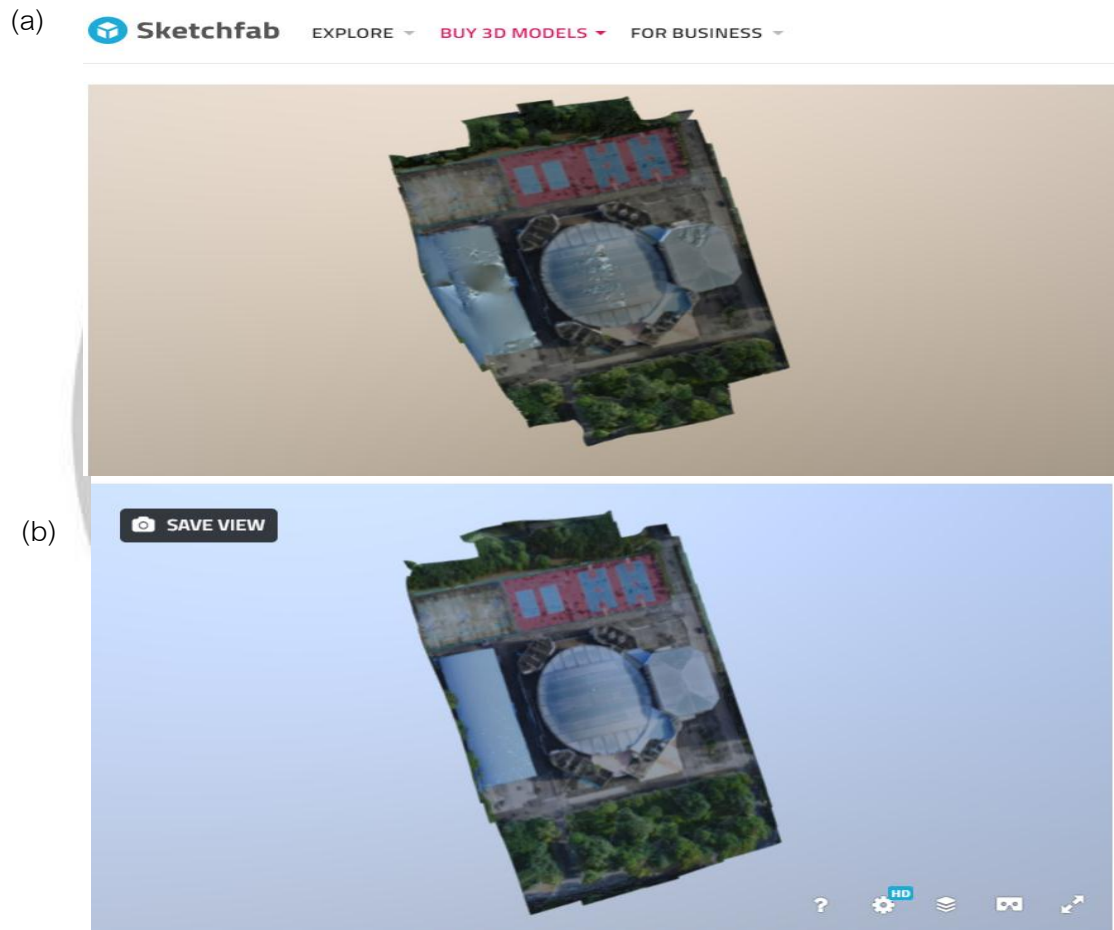 (a)
Sketchfab EXPLORE BUY 3D MODELS FOR BUSINESS
(b)
SAVE VIEW
? HD